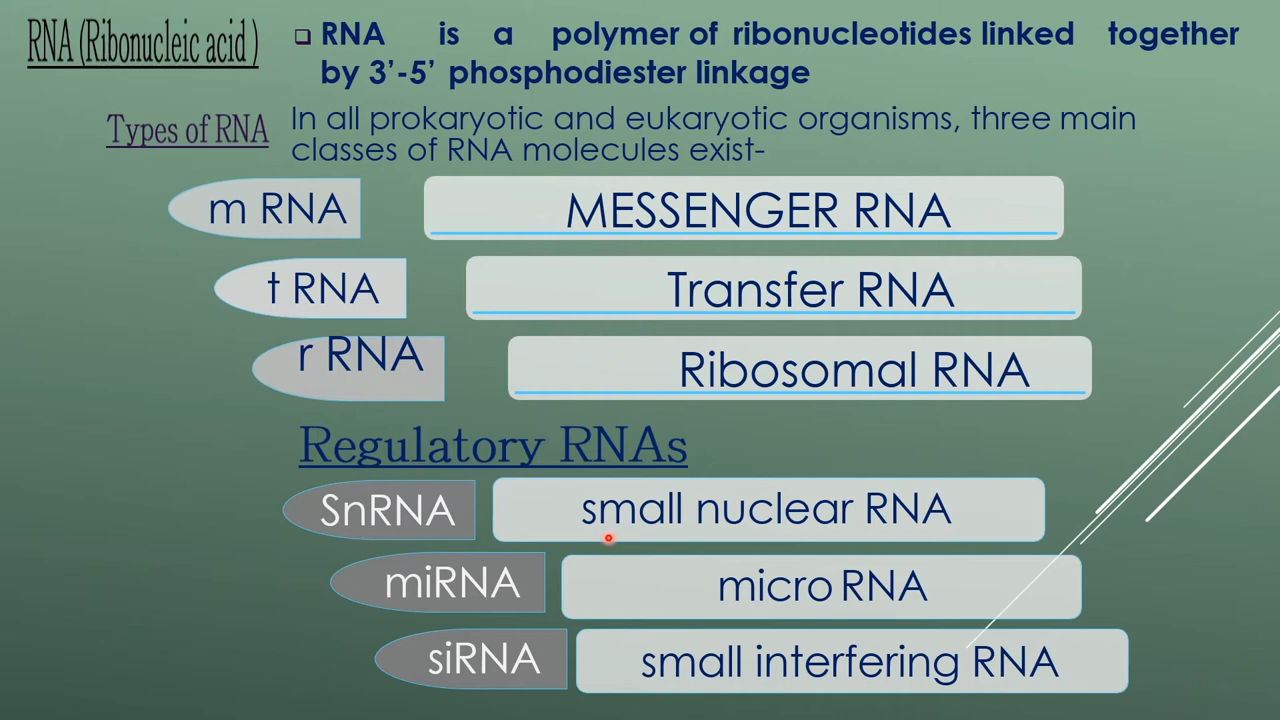 RNA (Ribonucleic acid )
❑ RNA is a polymer of ribonucleotides linked together
by 3’-5’ phosphodiester linkage
Types of RNA
In all prokaryotic and eukaryotic organisms, three main
classes of RNA molecules exist-
m RNA
MESSENGER RNA
t RNA
Transfer RNA
r RNA
Ribosomal RNA
Regulatory RNAs
SnRNA
small nuclear RNA
miRNA
micro RNA
siRNA
small interfering RNA